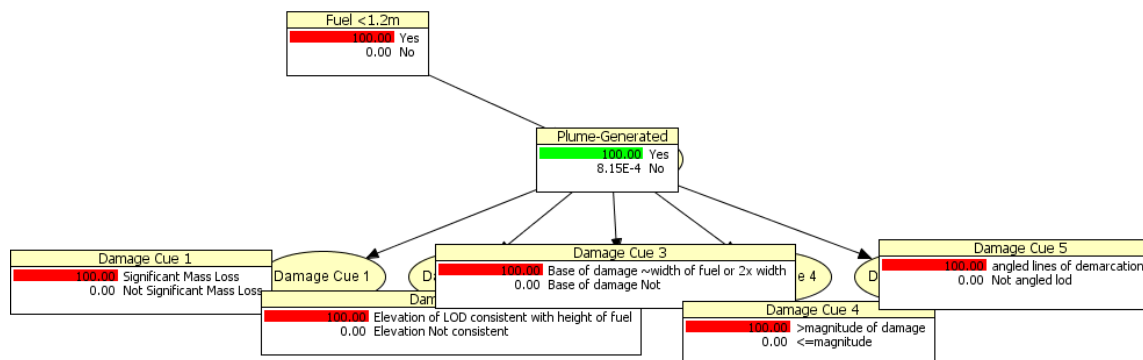 Fuel <1.2m
100.00 Yes
0.00 No
Plume-Generated
100.00 Yes
8.15E-4 No
Damage Cue 1
100.00 Significant Mass Loss
0.00 Not Significant Mass Loss
Damage Cue 1
Da
Dam
100.00 Elevation of LOD consistent with height of fuel
0.00 Elevation Not consistent
Damage Cue 3
100.00 Base of damage ~width of fuel or 2x width
0.00 Base of damage Not
e 4
Damage Cue 4
100.00 >magnitude of damage
0.00 <=magnitude
D
Damage Cue 5
100.00 angled lines of demarcation
0.00 Not angled lod